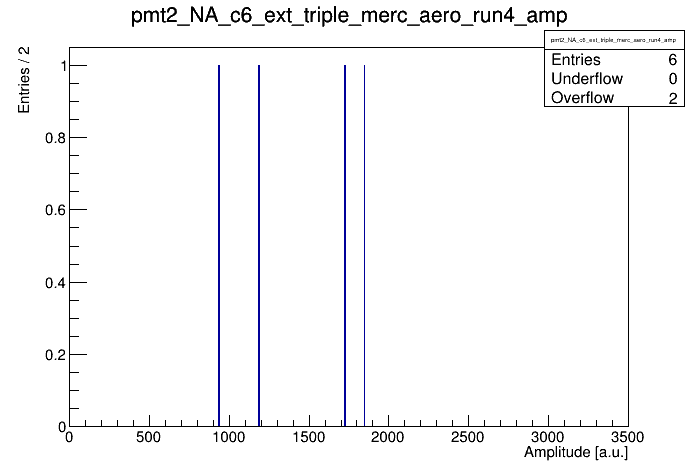 pmt2_NA_c6_ext_triple_merc_aero_run4_amp
pmt2_NA_c6_ext_triple_merc_aero_run4_amp
Entries 6
Underflow 0
Overflow 2
Entries / 2
1
0.8
0.6
0.4
0.2
0
0 500 1000 1500 2000 2500 3000 3500
Amplitude [a.u.]